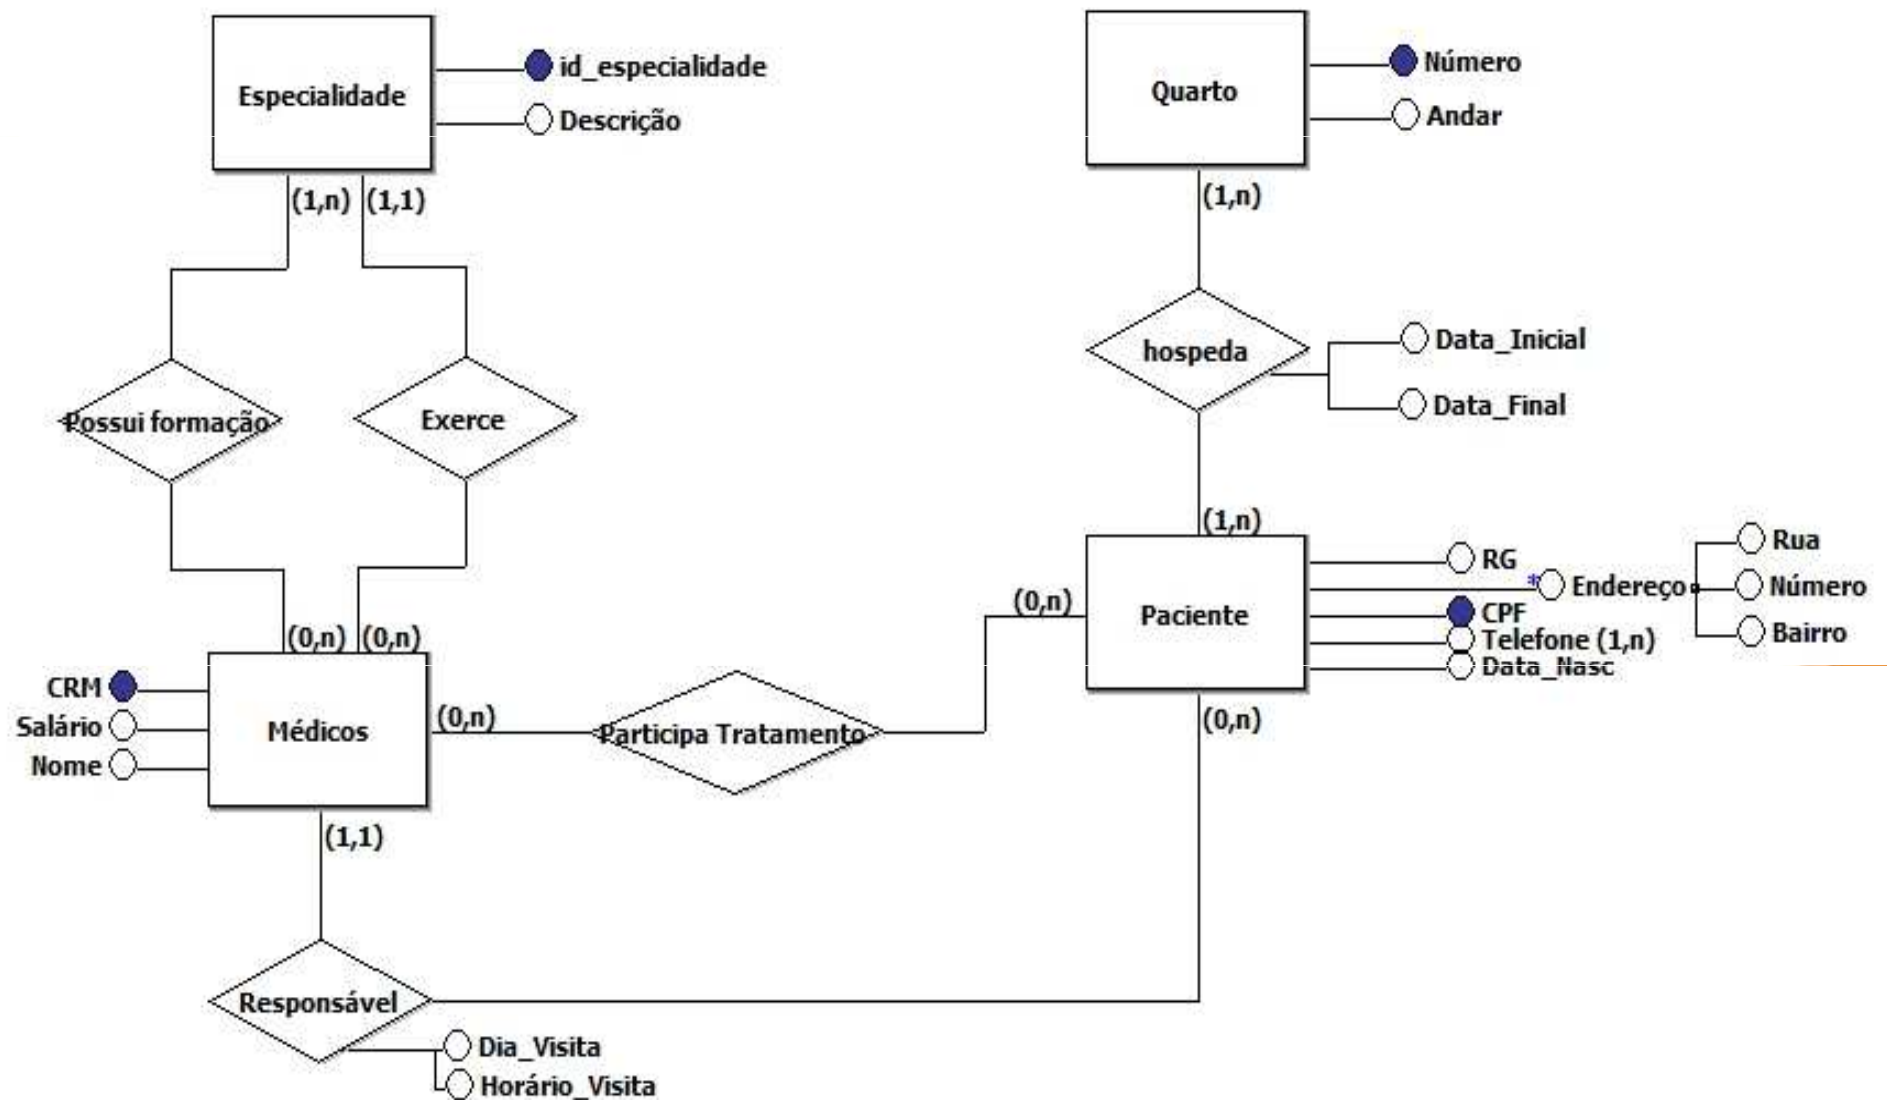 Especialidade
id_especialidade
Descrição
(1,n)
(1,1)
Possui formação
Exerce
(0,n)
(0,n)
CRM
Salário
Nome
Médicos
(0,n)
Participa Tratamento
(0,n)
(1,1)
Responsável
Dia_Visita
Horário_Visita
Quarto
Número
Andar
(1,n)
hospeda
Data_Inicial
Data_Final
(1,n)
Paciente
RG
*
Endereço
Rua
Número
Bairro
CPF
Telefone (1,n)
Data_Nasc
(0,n)